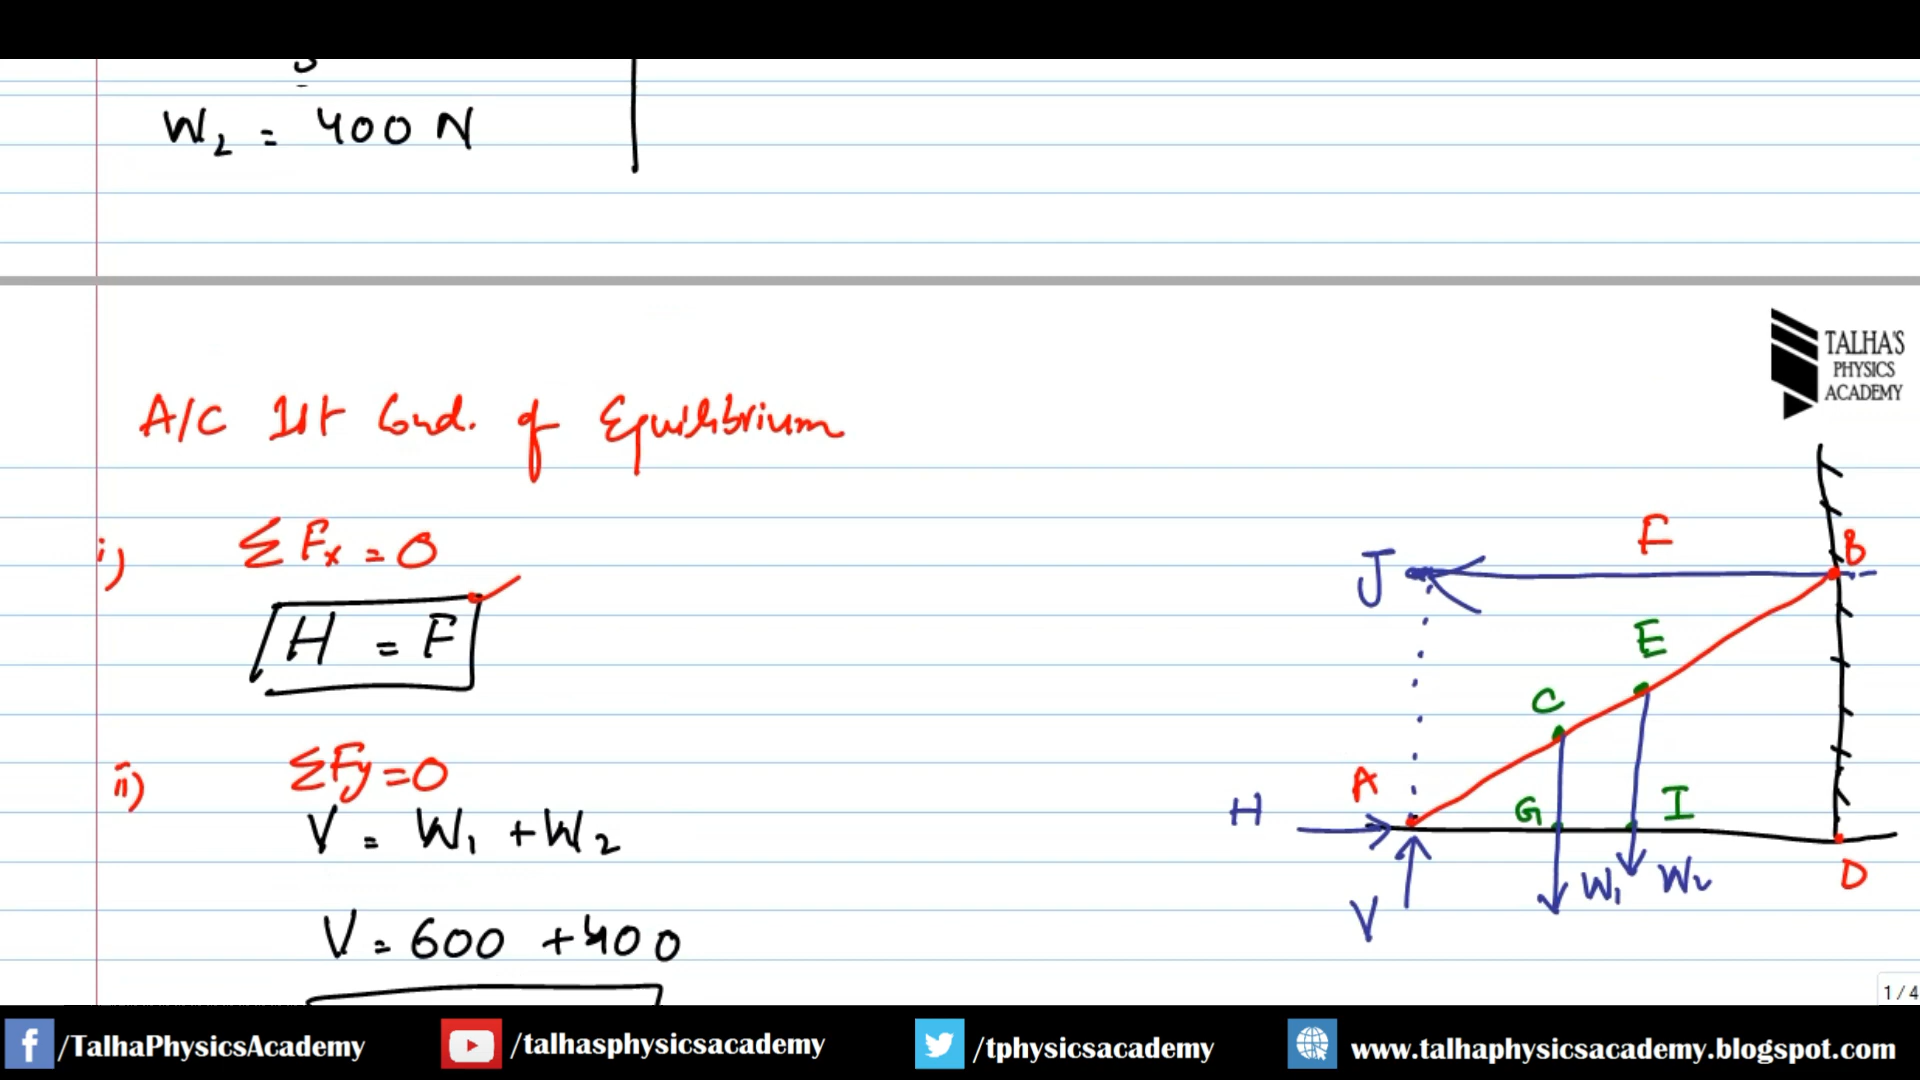 W2 = 400 N
TALHA'S
PHYSICS
ACADEMY
A/C 1st Cond. of Equilibrium
i) ΣFx = 0
H = F
ii) ΣFy = 0
V = W1 + W2
V = 600 + 400
F
B
J
E
C
A
H
G
I
W1
W2
D
V
1 / 4
/TalhaPhysicsAcademy
/talhasphysicsacademy
/tphysicsacademy
www.talhaphysicsacademy.blogspot.com